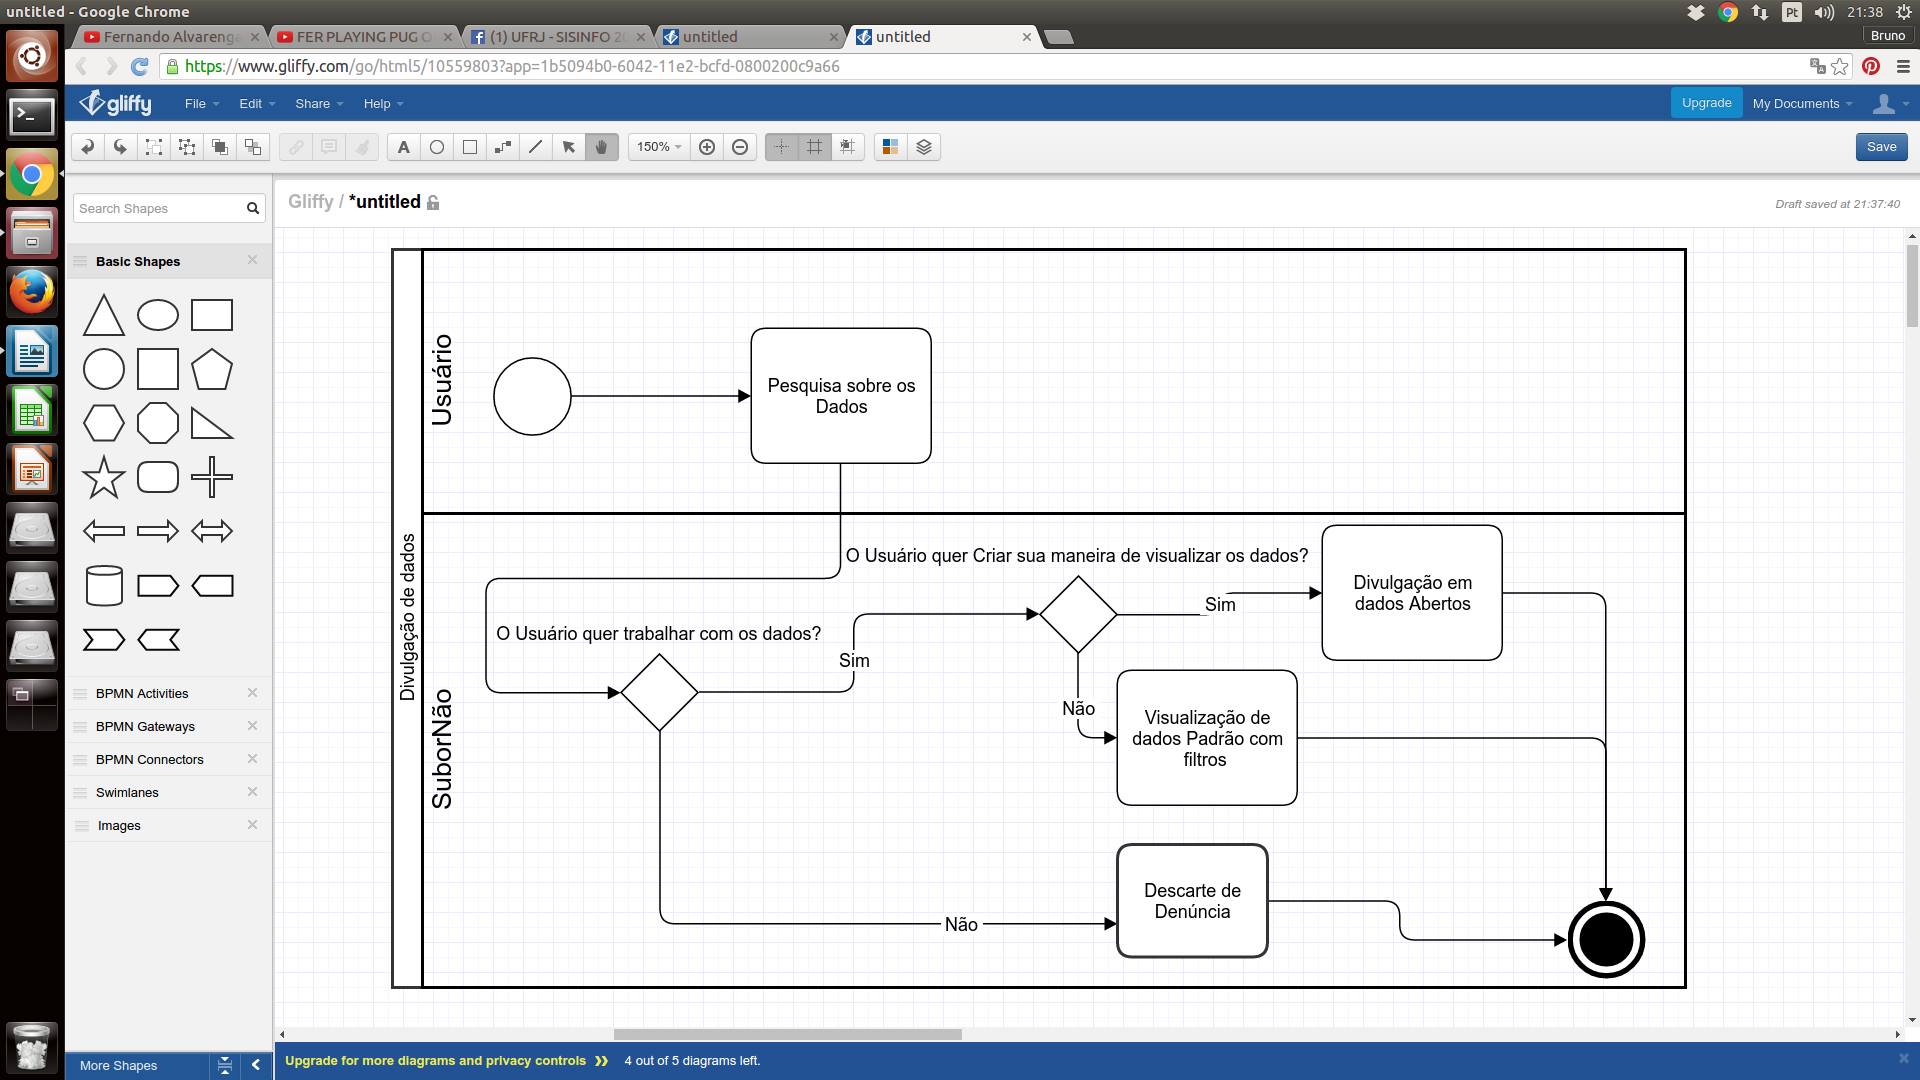 untitled - Google Chrome
Pt
21:38
Bruno
Fernando Alvareng
FER PLAYING PUG O
(1) UFRJ - SISINFO 20
untitled
untitled
https://www.gliffy.com/go/html5/10559803?app=1b5094b0-6042-11e2-bcfd-0800200c9a66
gliffy
File
Edit
Share
Help
Upgrade
My Documents
A
150%
Save
Search Shapes
Gliffy / *untitled
Draft saved at 21:37:40
Basic Shapes
BPMN Activities
BPMN Gateways
BPMN Connectors
Swimlanes
Images
More Shapes
Divulgação de dados
Usuário
Pesquisa sobre os
Dados
SuborNão
O Usuário quer Criar sua maneira de visualizar os dados?
Sim
Divulgação em
dados Abertos
O Usuário quer trabalhar com os dados?
Sim
Não
Visualização de
dados Padrão com
filtros
Não
Descarte de
Denúncia
Upgrade for more diagrams and privacy controls
4 out of 5 diagrams left.